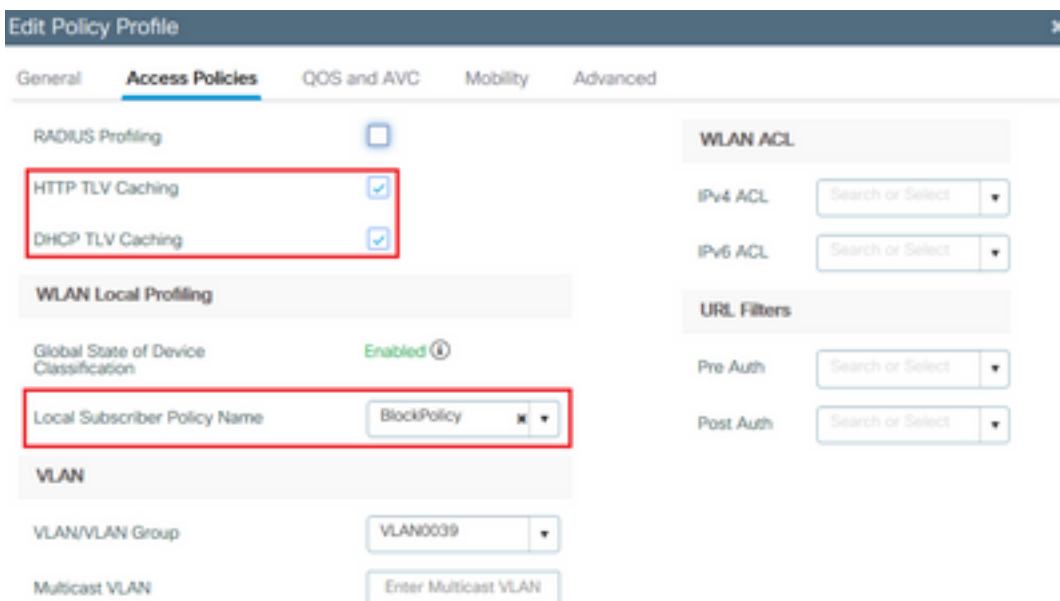 Edit Policy Profile
General Access Policies QOS and AVC Mobility Advanced
RADIUS Profiling
HTTP TLV Caching
DHCP TLV Caching
WLAN Local Profiling
Global State of Device
Classification
Enabled
Local Subscriber Policy Name
BlockPolicy
VLAN
VLAN/VLAN Group
VLAN0039
Multicast VLAN
Enter Multicast VLAN
WLAN ACL
IPv4 ACL
Search or Select
IPv6 ACL
Search or Select
URL Filters
Pre Auth
Search or Select
Post Auth
Search or Select